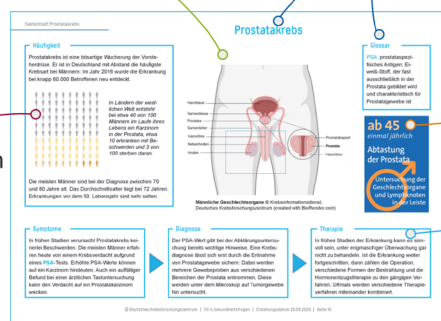 Faktenblatt Prostatakrebs
Prostatakrebs
Häufigkeit
Prostatakrebs ist eine bösartige Wucherung der Vorste-
herdrüse. Er ist in Deutschland mit Abstand die häufigste
Krebsart bei Männern: Im Jahr 2016 wurde die Erkrankung
bei knapp 60.000 Betroffenen neu entdeckt.
In Ländern der west-
lichen Welt entsteht
bei etwa 40 von 100
Männern im Laufe ihres
Lebens ein Karzinom
in der Prostata, etwa
10 erkranken mit Be-
schwerden und 3 von
100 sterben daran.
Die meisten Männer sind bei der Diagnose zwischen 70
und 80 Jahre alt. Das Durchschnittsalter liegt bei 72 Jahren.
Erkrankungen vor dem 50. Lebensjahr sind sehr selten.
Harnblase
Samenblase
Prostata
Samenleiter
Harnröhre
Nebenhoden
Hoden
Prostatakapsel
Prostata
Harnröhre
Männliche Geschlechtsorgane © Krebsinformationsdienst,
Deutsches Krebsforschungszentrum (created with BioRender.com)
Glossar
PSA: prostataspezifi-
sches Antigen; Ei-
weiß-Stoff, der fast
ausschließlich in der
Prostata gebildet wird
und charakteristisch für
Prostatagewebe ist
ab 45
einmal jährlich
Abtastung
der Prostata
Untersuchung der
Geschlechtsorgane
und Lymphknoten
in der Leiste
Symptome
In frühen Stadien verursacht Prostatakrebs kei-
nerlei Beschwerden. Die meisten Männer erfah-
ren heute von einem Krebsverdacht aufgrund
eines PSA-Tests. Erhöhte PSA-Werte können
auf ein Karzinom hindeuten. Auch ein auffälliger
Befund bei einer ärztlichen Tastuntersuchung
kann den Verdacht auf ein Prostatakarzinom
wecken.
Diagnose
Der PSA-Wert gibt bei der Abklärungsuntersu-
chung bereits wichtige Hinweise. Eine Krebs-
diagnose lässt sich erst durch die Entnahme
von Prostatagewebe sichern: Dabei werden
mehrere Gewebeproben aus verschiedenen
Bereichen der Prostata entnommen. Diese
werden unter dem Mikroskop auf Tumorgewebe
hin untersucht.
Therapie
In frühen Stadien der Erkrankung kann es sinn-
voll sein, unter engmaschiger Überwachung gar
nicht zu behandeln. Ist die Erkrankung weiter
fortgeschritten, dann zählen die Operation,
verschiedene Formen der Bestrahlung und die
Hormonentzugstherapie zu den gängigen Ver-
fahren. Oftmals werden verschiedene Therapie-
verfahren miteinander kombiniert.
© Deutsches Krebsforschungszentrum | Fit in Gesundheitsfragen | Erstellungsdatum 20.09.2020 | Seite 14